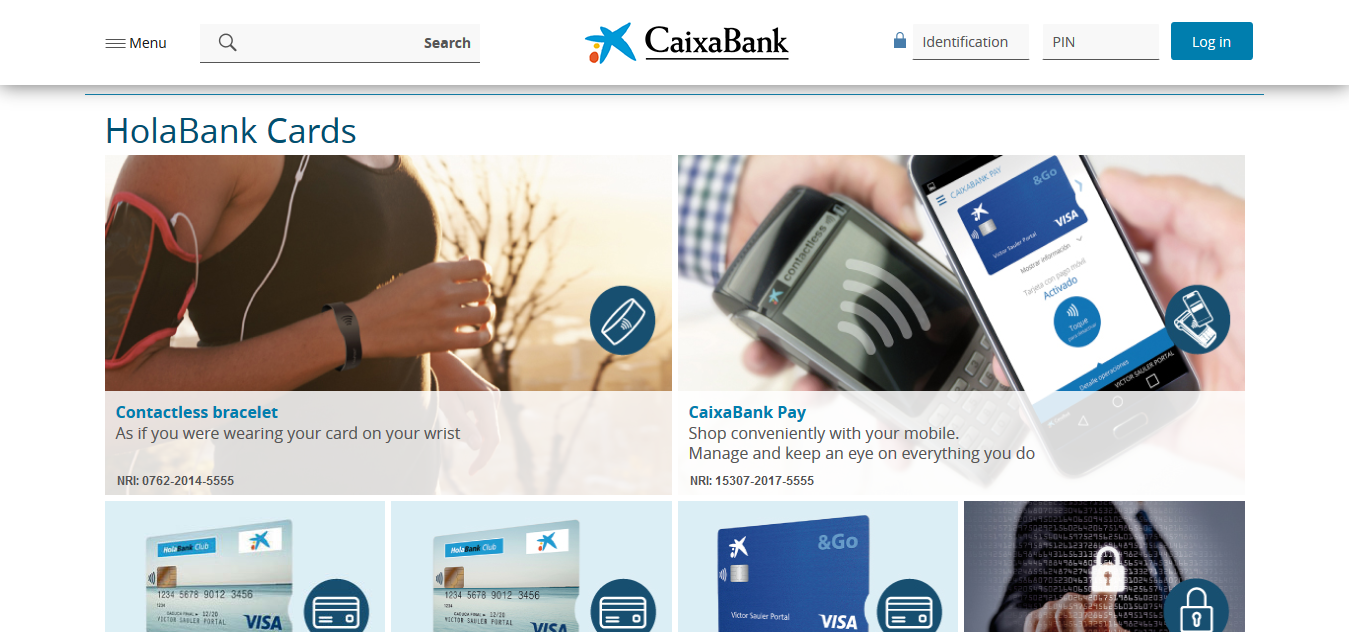 Menu
Search
CaixaBank
Identification
PIN
Log in
HolaBank Cards
contactless
CAIXABANK PAY
&Go
VISA
Victor Sauler Portal
Mostrar información
Tarjeta con pago móvil
Activado
Toque
Detalle operaciones
VICTOR SAULER PORTAL
Contactless bracelet
As if you were wearing your card on your wrist
NRI: 0762-2014-5555
CaixaBank Pay
Shop conveniently with your mobile.
Manage and keep an eye on everything you do
NRI: 15307-2017-5555
HolaBank Club
1234 5678 9012 3456
1234
CADUCA FINAL 12/20
VICTOR SAULER PORTAL
VISA
HolaBank Club
1234 5678 9012 3456
1234
CADUCA FINAL 12/20
VICTOR SAULER PORTAL
VISA
&Go
Victor Sauler Portal
VISA